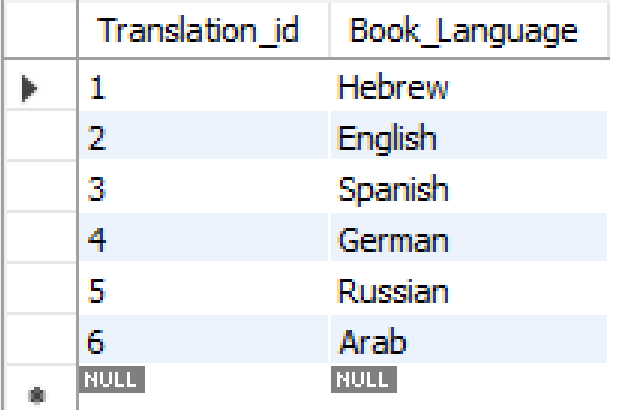 Translation_id Book_Language
1 Hebrew
2 English
3 Spanish
4 German
5 Russian
6 Arab
NULL NULL